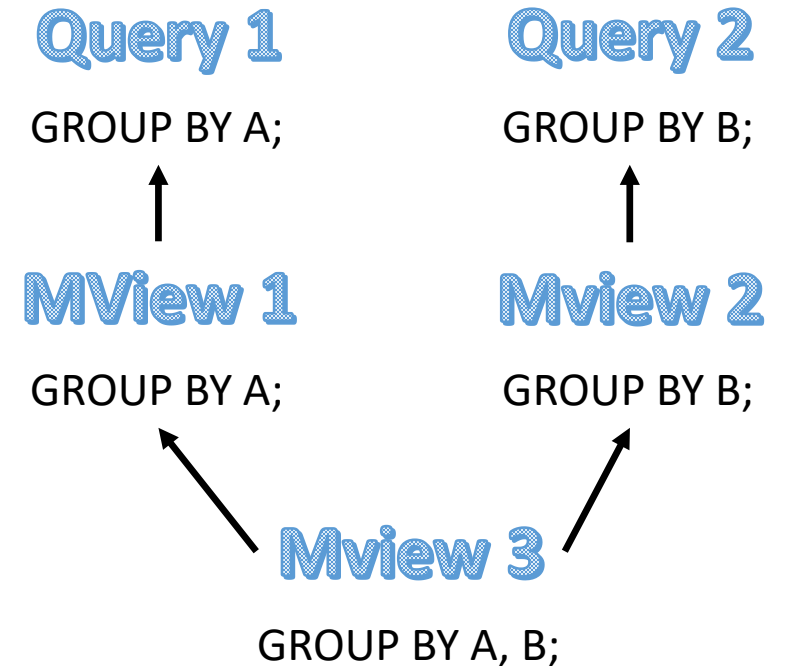 Query 1
Query 2
GROUP BY A;
GROUP BY B;
MView 1
Mview 2
GROUP BY A;
GROUP BY B;
Mview 3
GROUP BY A, B;